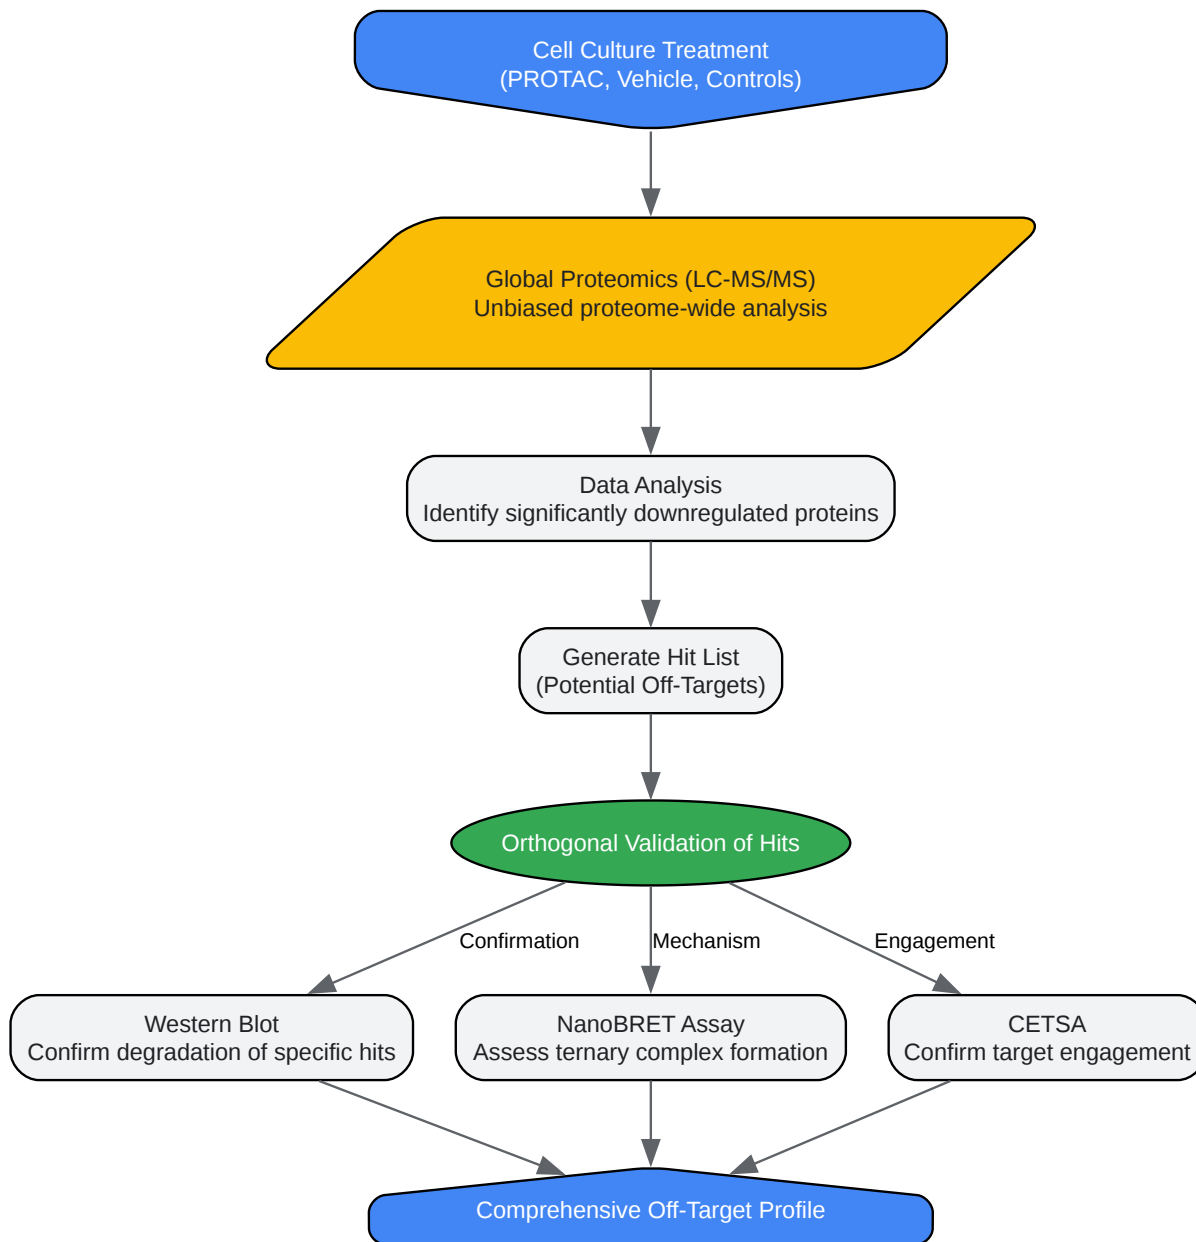 Cell Culture Treatment
(PROTAC, Vehicle, Controls)
Global Proteomics (LC-MS/MS)
Unbiased proteome-wide analysis
Data Analysis
Identify significantly downregulated proteins
Generate Hit List
(Potential Off-Targets)
Orthogonal Validation of Hits
Confirmation
Mechanism
Engagement
Western Blot
Confirm degradation of specific hits
NanoBRET Assay
Assess ternary complex formation
CETSA
Confirm target engagement
Comprehensive Off-Target Profile